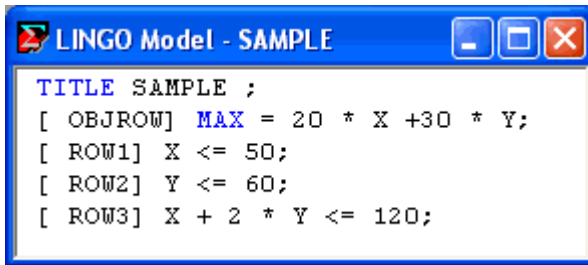 LINGO Model - SAMPLE
TITLE SAMPLE ;
[ OBJROW] MAX = 20 * X +30 * Y;
[ ROW1] X <= 50;
[ ROW2] Y <= 60;
[ ROW3] X + 2 * Y <= 120;